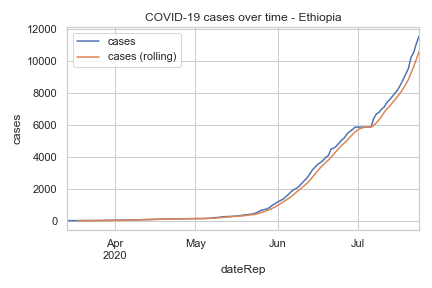 COVID-19 cases over time - Ethiopia
cases
cases (rolling)
12000
10000
8000
6000
4000
2000
0
cases
Apr
2020
May
Jun
Jul
dateRep